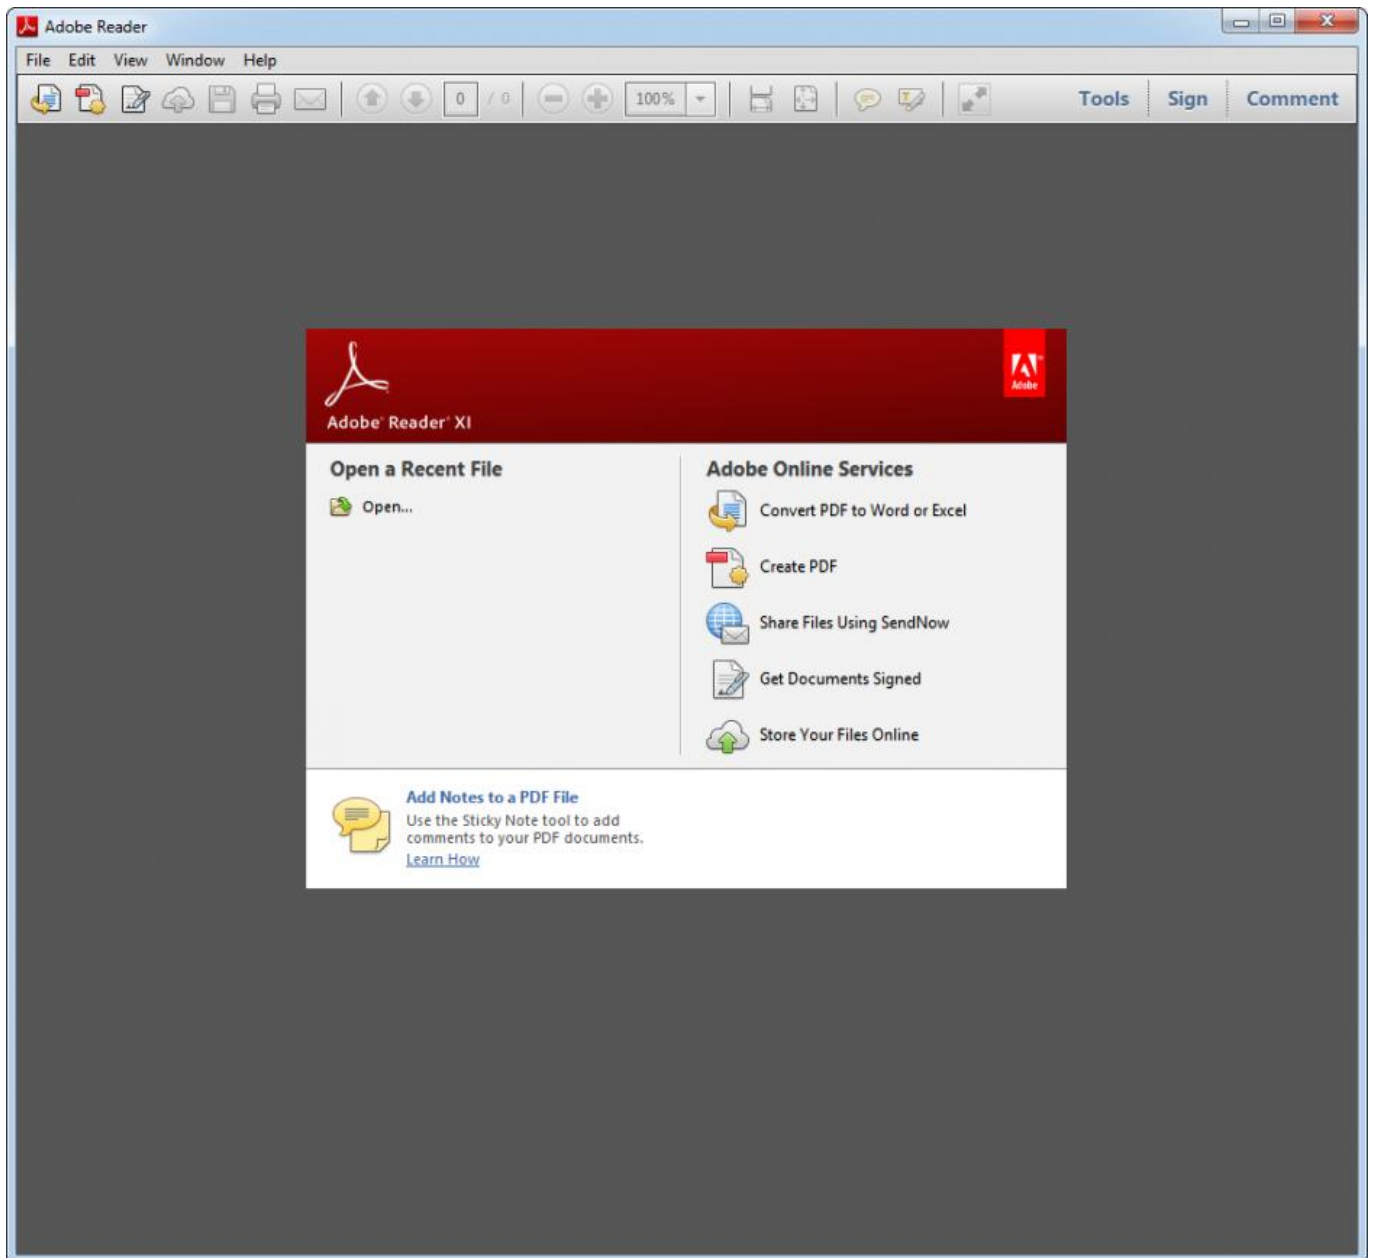 Adobe Reader
File Edit View Window Help
0 / 0 100% Tools Sign Comment
Adobe
Adobe® Reader® XI
Open a Recent File
Open...
Adobe Online Services
Convert PDF to Word or Excel
Create PDF
Share Files Using SendNow
Get Documents Signed
Store Your Files Online
Add Notes to a PDF File
Use the Sticky Note tool to add
comments to your PDF documents.
Learn How